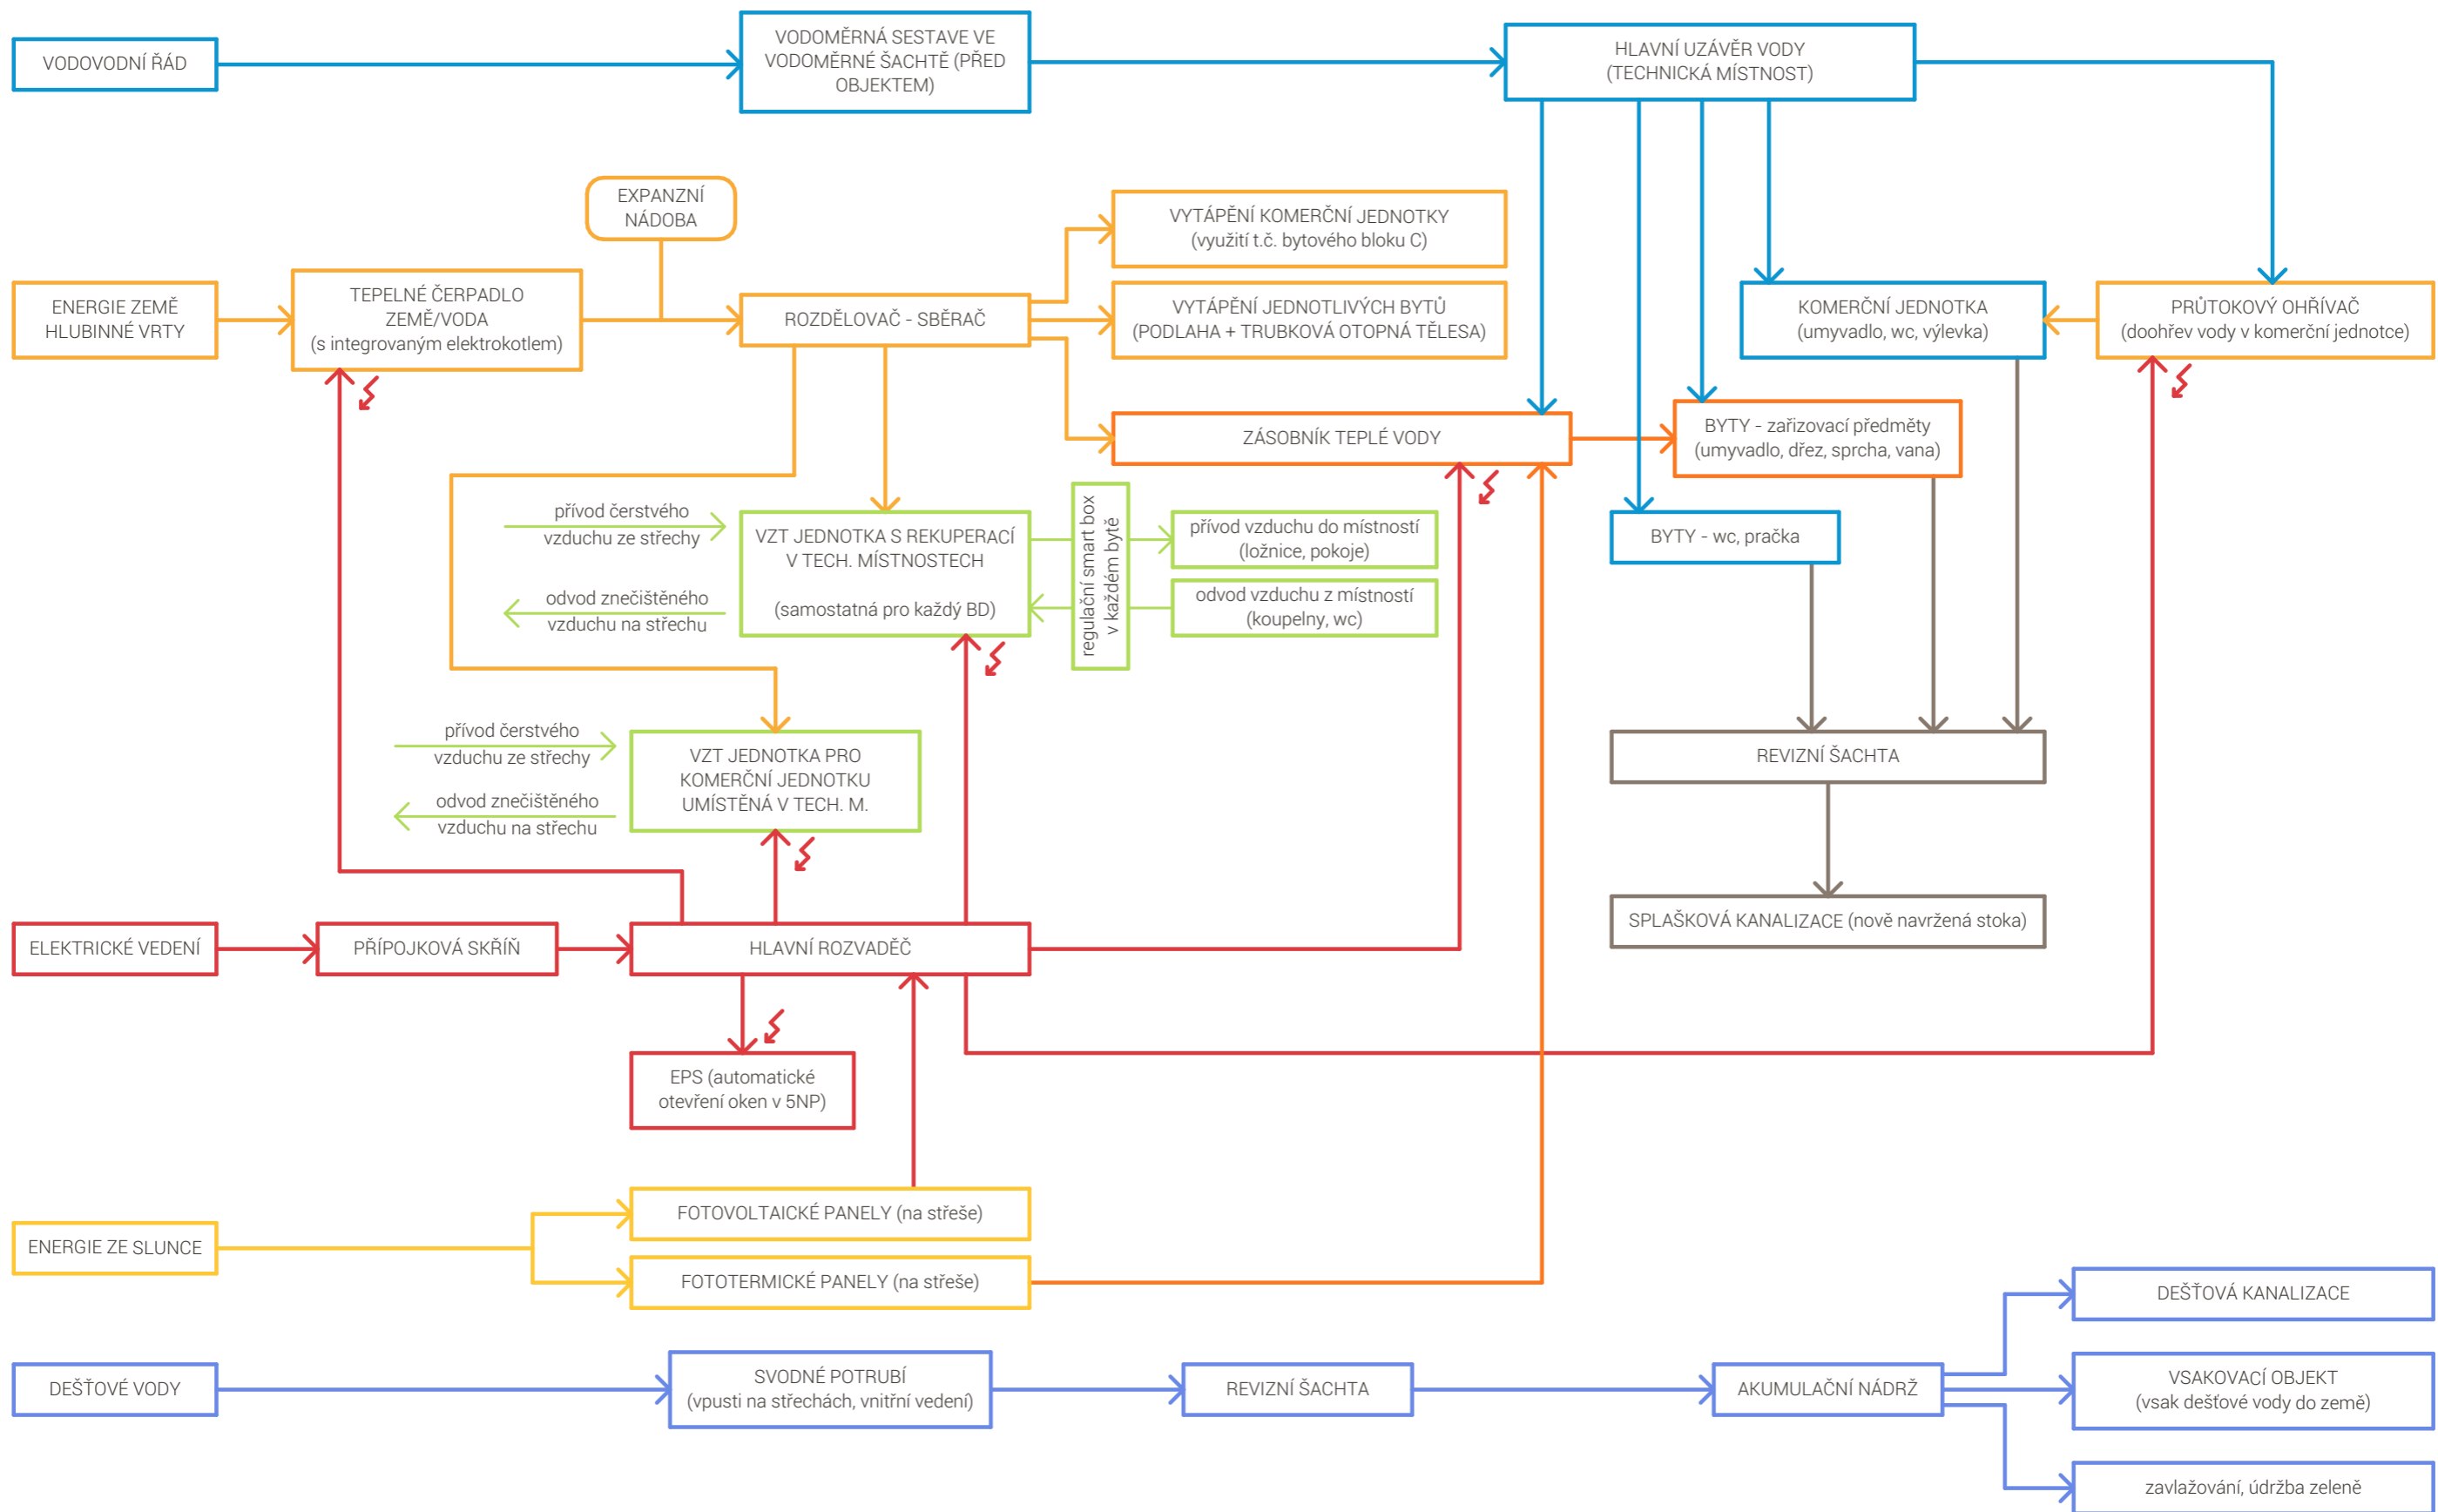 VODOVODNÍ ŘÁD
VODOMĚRNÁ SESTAVE VE
VODOMĚRNÉ ŠACHTĚ (PŘED
OBJEKTEM)
HLAVNÍ UZÁVĚR VODY
(TECHNICKÁ MÍSTNOST)
EXPANZNÍ
NÁDOBA
VYTÁPĚNÍ KOMERČNÍ JEDNOTKY
(využití t.č. bytového bloku C)
ENERGIE ZEMĚ
HLUBINNÉ VRTY
TEPELNÉ ČERPADLO
ZEMĚ/VODA
(s integrovaným elektrokotlem)
ROZDĚLOVAČ - SBĚRAČ
VYTÁPĚNÍ JEDNOTLIVÝCH BYTŮ
(PODLAHA + TRUBKOVÁ OTOPNÁ TĚLESA)
KOMERČNÍ JEDNOTKA
(umyvadlo, wc, výlevka)
PRŮTOKOVÝ OHŘÍVAČ
(doohřev vody v komerční jednotce)
ZÁSOBNÍK TEPLÉ VODY
BYTY - zařizovací předměty
(umyvadlo, dřez, sprcha, vana)
přívod čerstvého
vzduchu ze střechy
odvod znečištěného
vzduchu na střechu
VZT JEDNOTKA S REKUPERACÍ
V TECH. MÍSTNOSTECH
(samostatná pro každý BD)
regulační smart box
v každém bytě
přívod vzduchu do místností
(ložnice, pokoje)
odvod vzduchu z místností
(koupelny, wc)
BYTY - wc, pračka
přívod čerstvého
vzduchu ze střechy
odvod znečištěného
vzduchu na střechu
VZT JEDNOTKA PRO
KOMERČNÍ JEDNOTKU
UMÍSTĚNÁ V TECH. M.
REVIZNÍ ŠACHTA
SPLAŠKOVÁ KANALIZACE (nově navržená stoka)
ELEKTRICKÉ VEDENÍ
PŘÍPOJKOVÁ SKŘÍŇ
HLAVNÍ ROZVADĚČ
EPS (automatické
otevření oken v 5NP)
ENERGIE ZE SLUNCE
FOTOVOLTAICKÉ PANELY (na střeše)
FOTOTERMICKÉ PANELY (na střeše)
DEŠŤOVÉ VODY
SVODNÉ POTRUBÍ
(vpusti na střechách, vnitřní vedení)
REVIZNÍ ŠACHTA
AKUMULAČNÍ NÁDRŽ
DEŠŤOVÁ KANALIZACE
VSAKOVACÍ OBJEKT
(vsak dešťové vody do země)
zavlažování, údržba zeleně